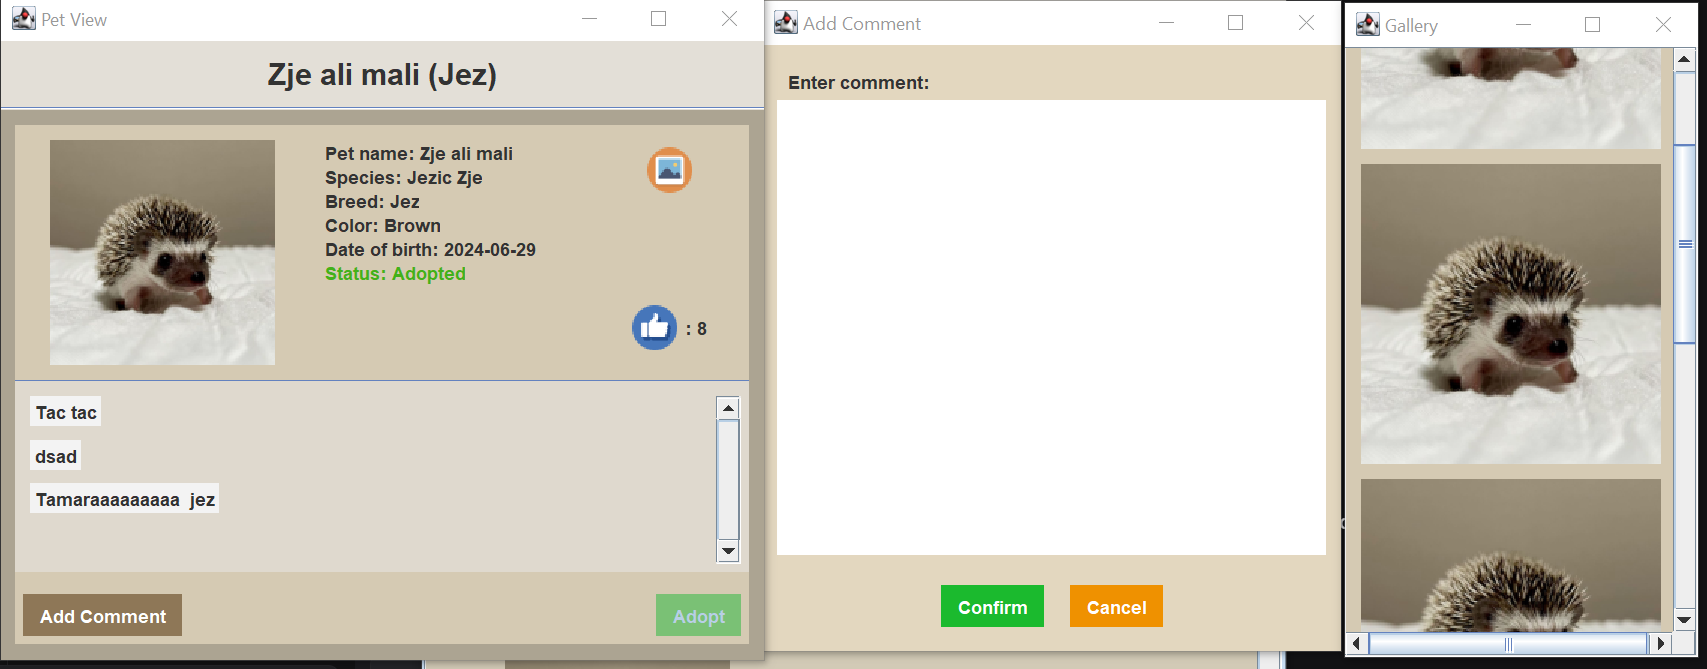 Pet View
Zje ali mali (Jez)
Pet name: Zje ali mali
Species: Jezic Zje
Breed: Jez
Color: Brown
Date of birth: 2024-06-29
Status: Adopted
: 8
Tac tac
dsad
Tamaraaaaaaaaa  jez
Add Comment
Adopt
Add Comment
Enter comment:
Confirm
Cancel
Gallery